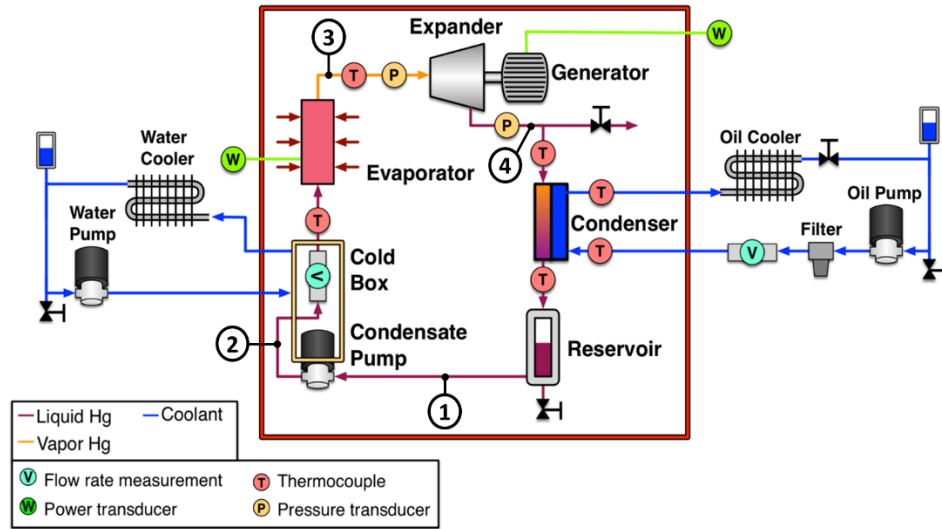 Expander
3
W
T
P
Generator
Water
Cooler
P
4
Oil Cooler
W
Evaporator
T
Oil Pump
Water
Pump
T
T
Condenser
Filter
T
V
Cold
Box
V
T
2
Condensate
Pump
Reservoir
1
Liquid Hg
Coolant
Vapor Hg
V Flow rate measurement
T Thermocouple
W Power transducer
P Pressure transducer